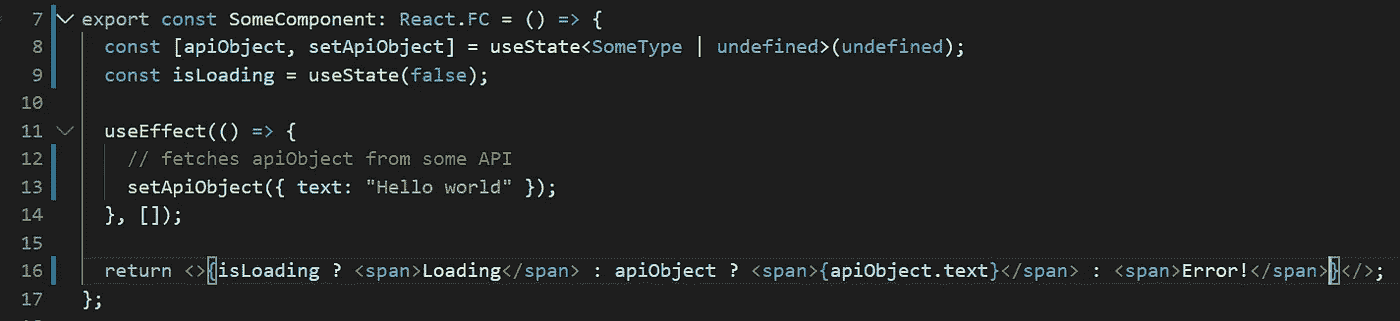 7 export const SomeComponent: React.FC = () => {
8 const [apiObject, setApiObject] = useState<SomeType | undefined>(undefined);
9 const isLoading = useState(false);
10
11 useEffect(() => {
12 // fetches apiObject from some API
13 setApiObject({ text: "Hello world" });
14 }, []);
15
16 return <>{isLoading ? <span>Loading</span> : apiObject ? <span>{apiObject.text}</span> : <span>Error!</span>}</>;
17 };